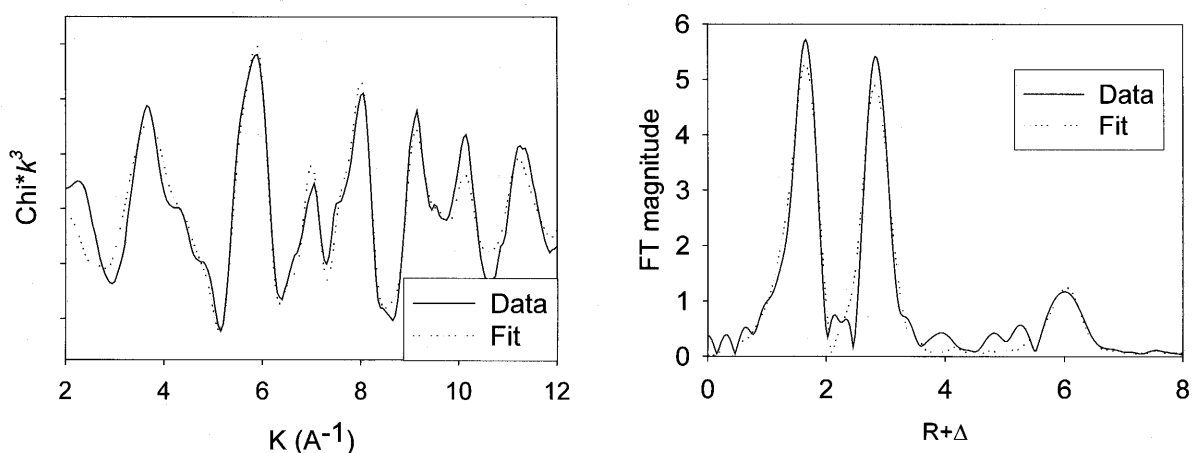 Chi*k³
Data
Fit
2 4 6 8 10 12
K (A⁻¹)
6
5
4
3
2
1
0
FT magnitude
Data
Fit
0 2 4 6 8
R+Δ